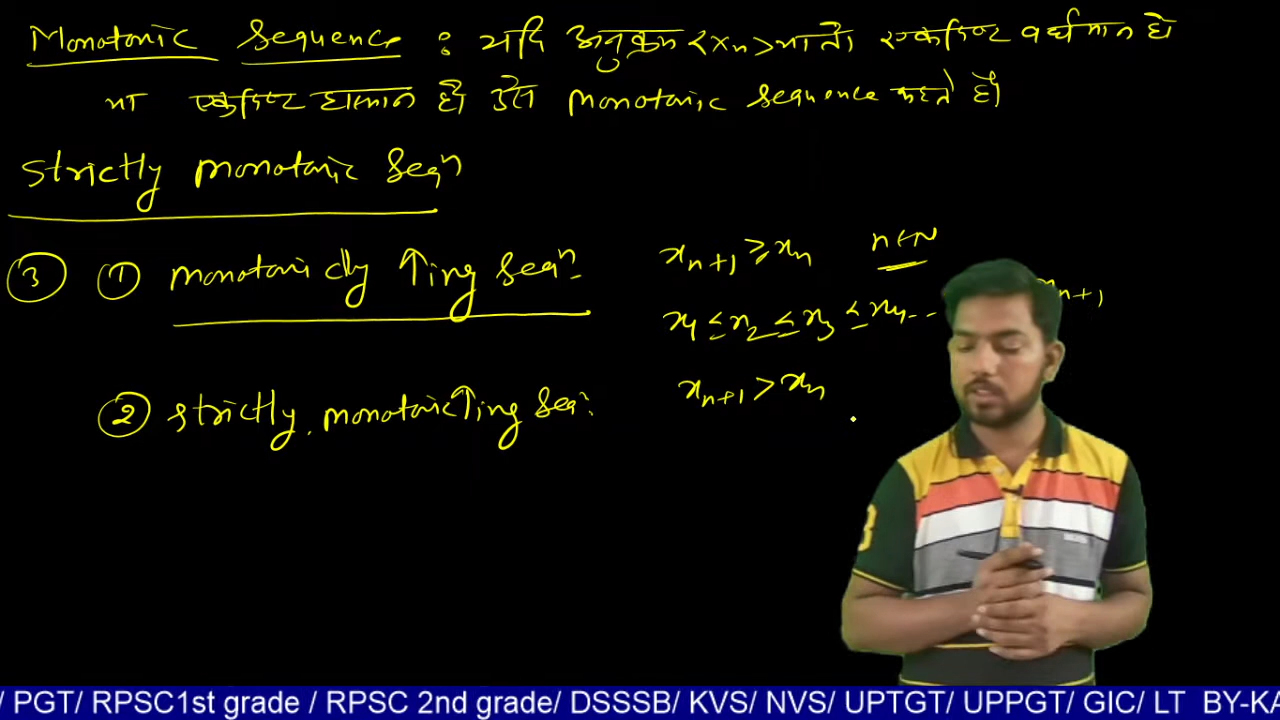 Monotonic Sequence : यदि अनुक्रम <xn> या तो एकदिष्ट वर्धमान हो
या एकदिष्ट ह्रासमान हो उसे monotonic sequence कहते हैं
Strictly monotonic Seqn
③ ① monotonically ↑ing Seqn. xn+1 ≥ xn n∈N
x1 ≤ x2 ≤ x3 ≤ x4... xn+1
② strictly monotonic ↑ing Seqn. xn+1 > xn
/ PGT/ RPSC1st grade / RPSC 2nd grade/ DSSSB/ KVS/ NVS/ UPTGT/ UPPGT/ GIC/ LT BY-KA